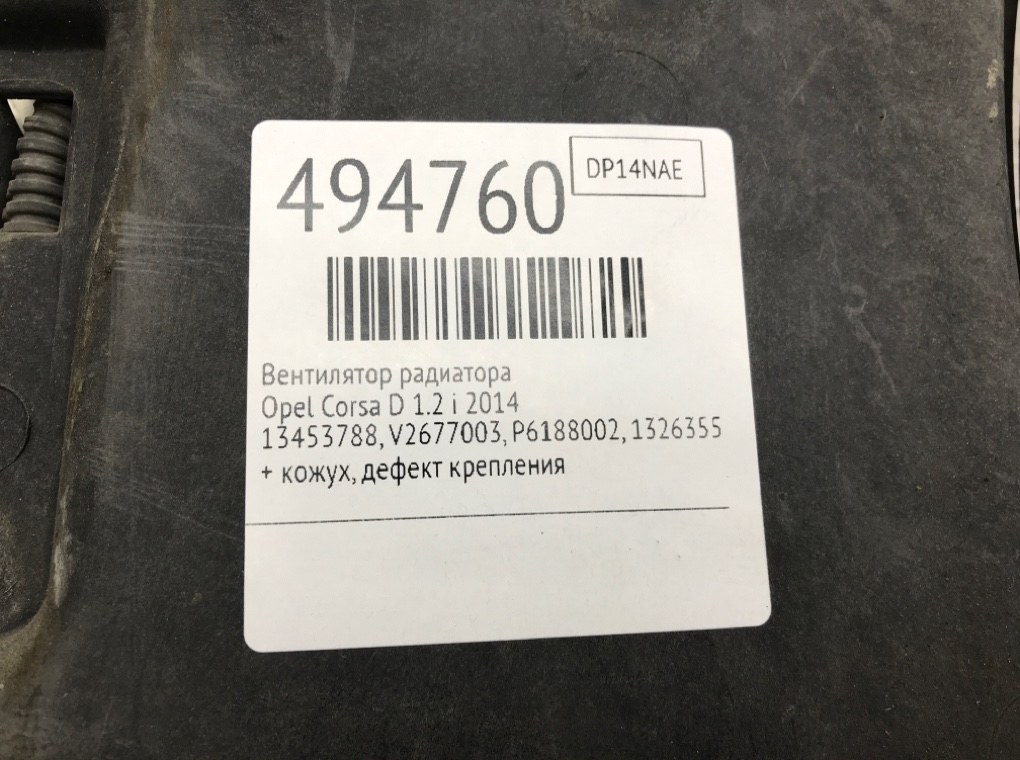 494760
DP14NAE
Вентилятор радиатора
Opel Corsa D 1.2 i 2014
13453788, V2677003, P6188002, 1326355
+ кожух, дефект крепления